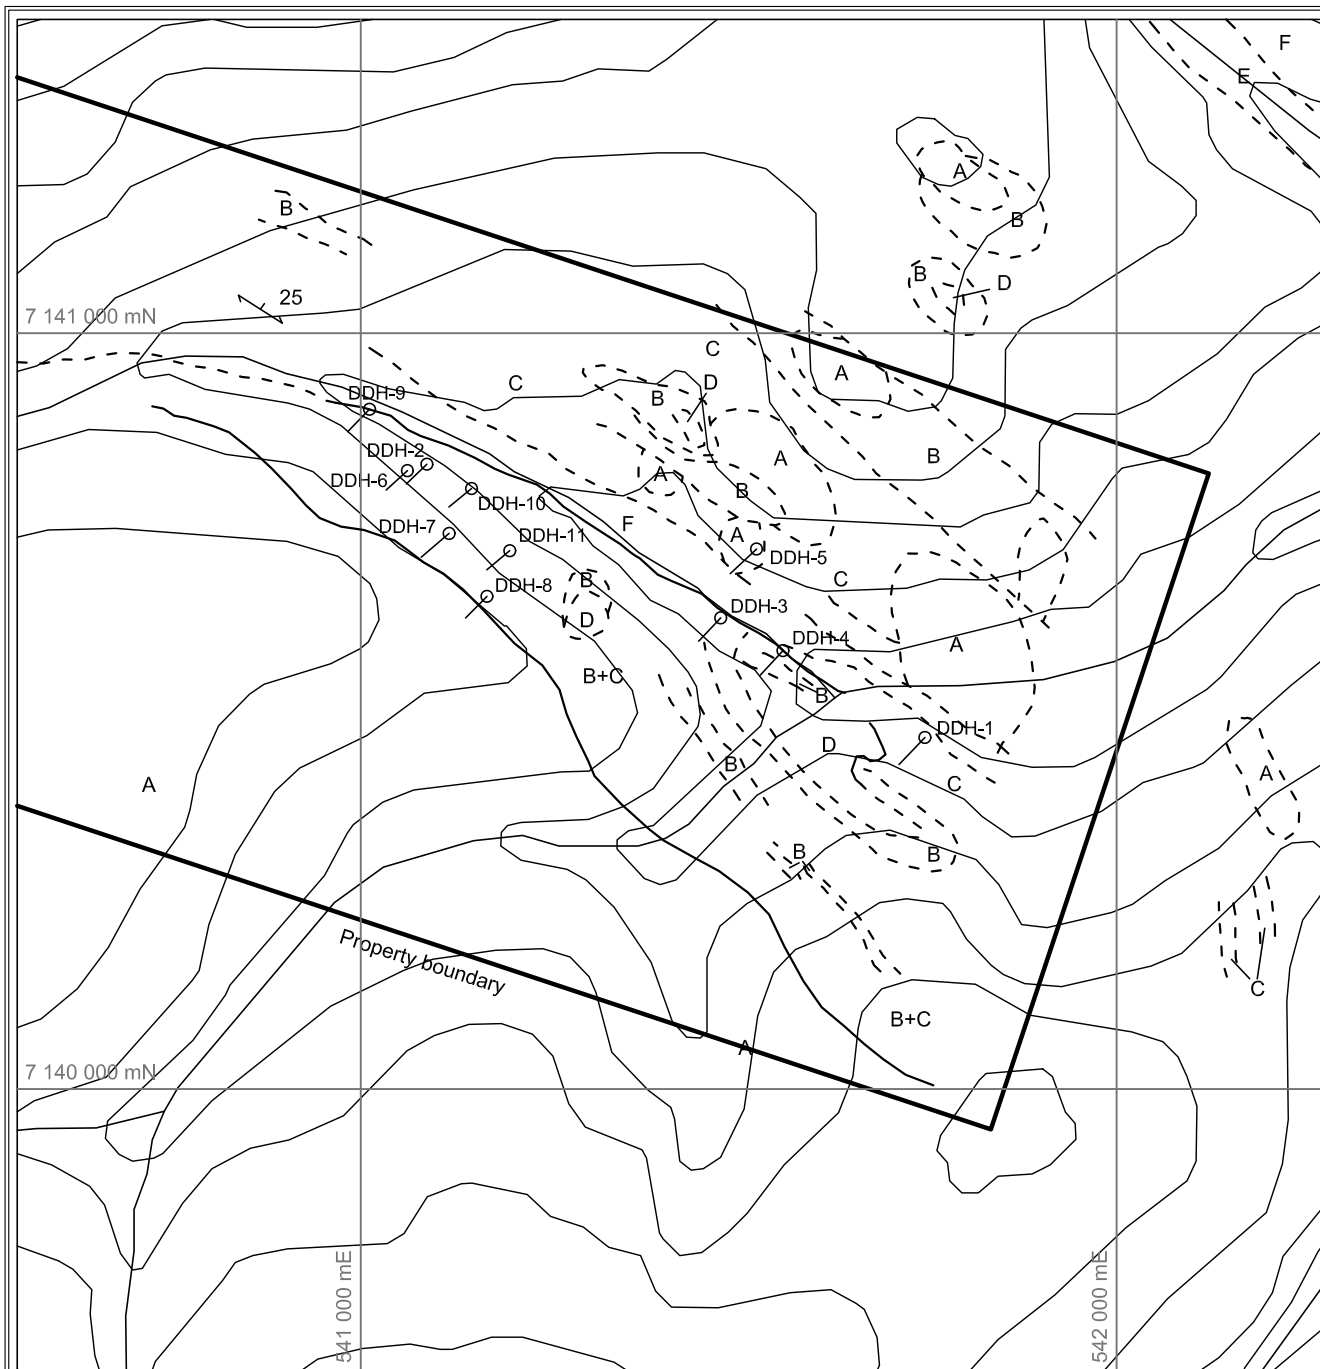 F
E
A
B
B
B
D
25
7 141 000 mN
C
A
C
D
DDH-9
B
DDH-2
A
B
DDH-6
A
B
DDH-10
F
DDH-7
DDH-11
A
DDH-5
B
C
DDH-8
DDH-3
D
DDH-4
A
B+C
B
DDH-1
D
B
A
A
C
B
B
Property boundary
C
B+C
A
7 140 000 mN
541 000 mE
542 000 mE